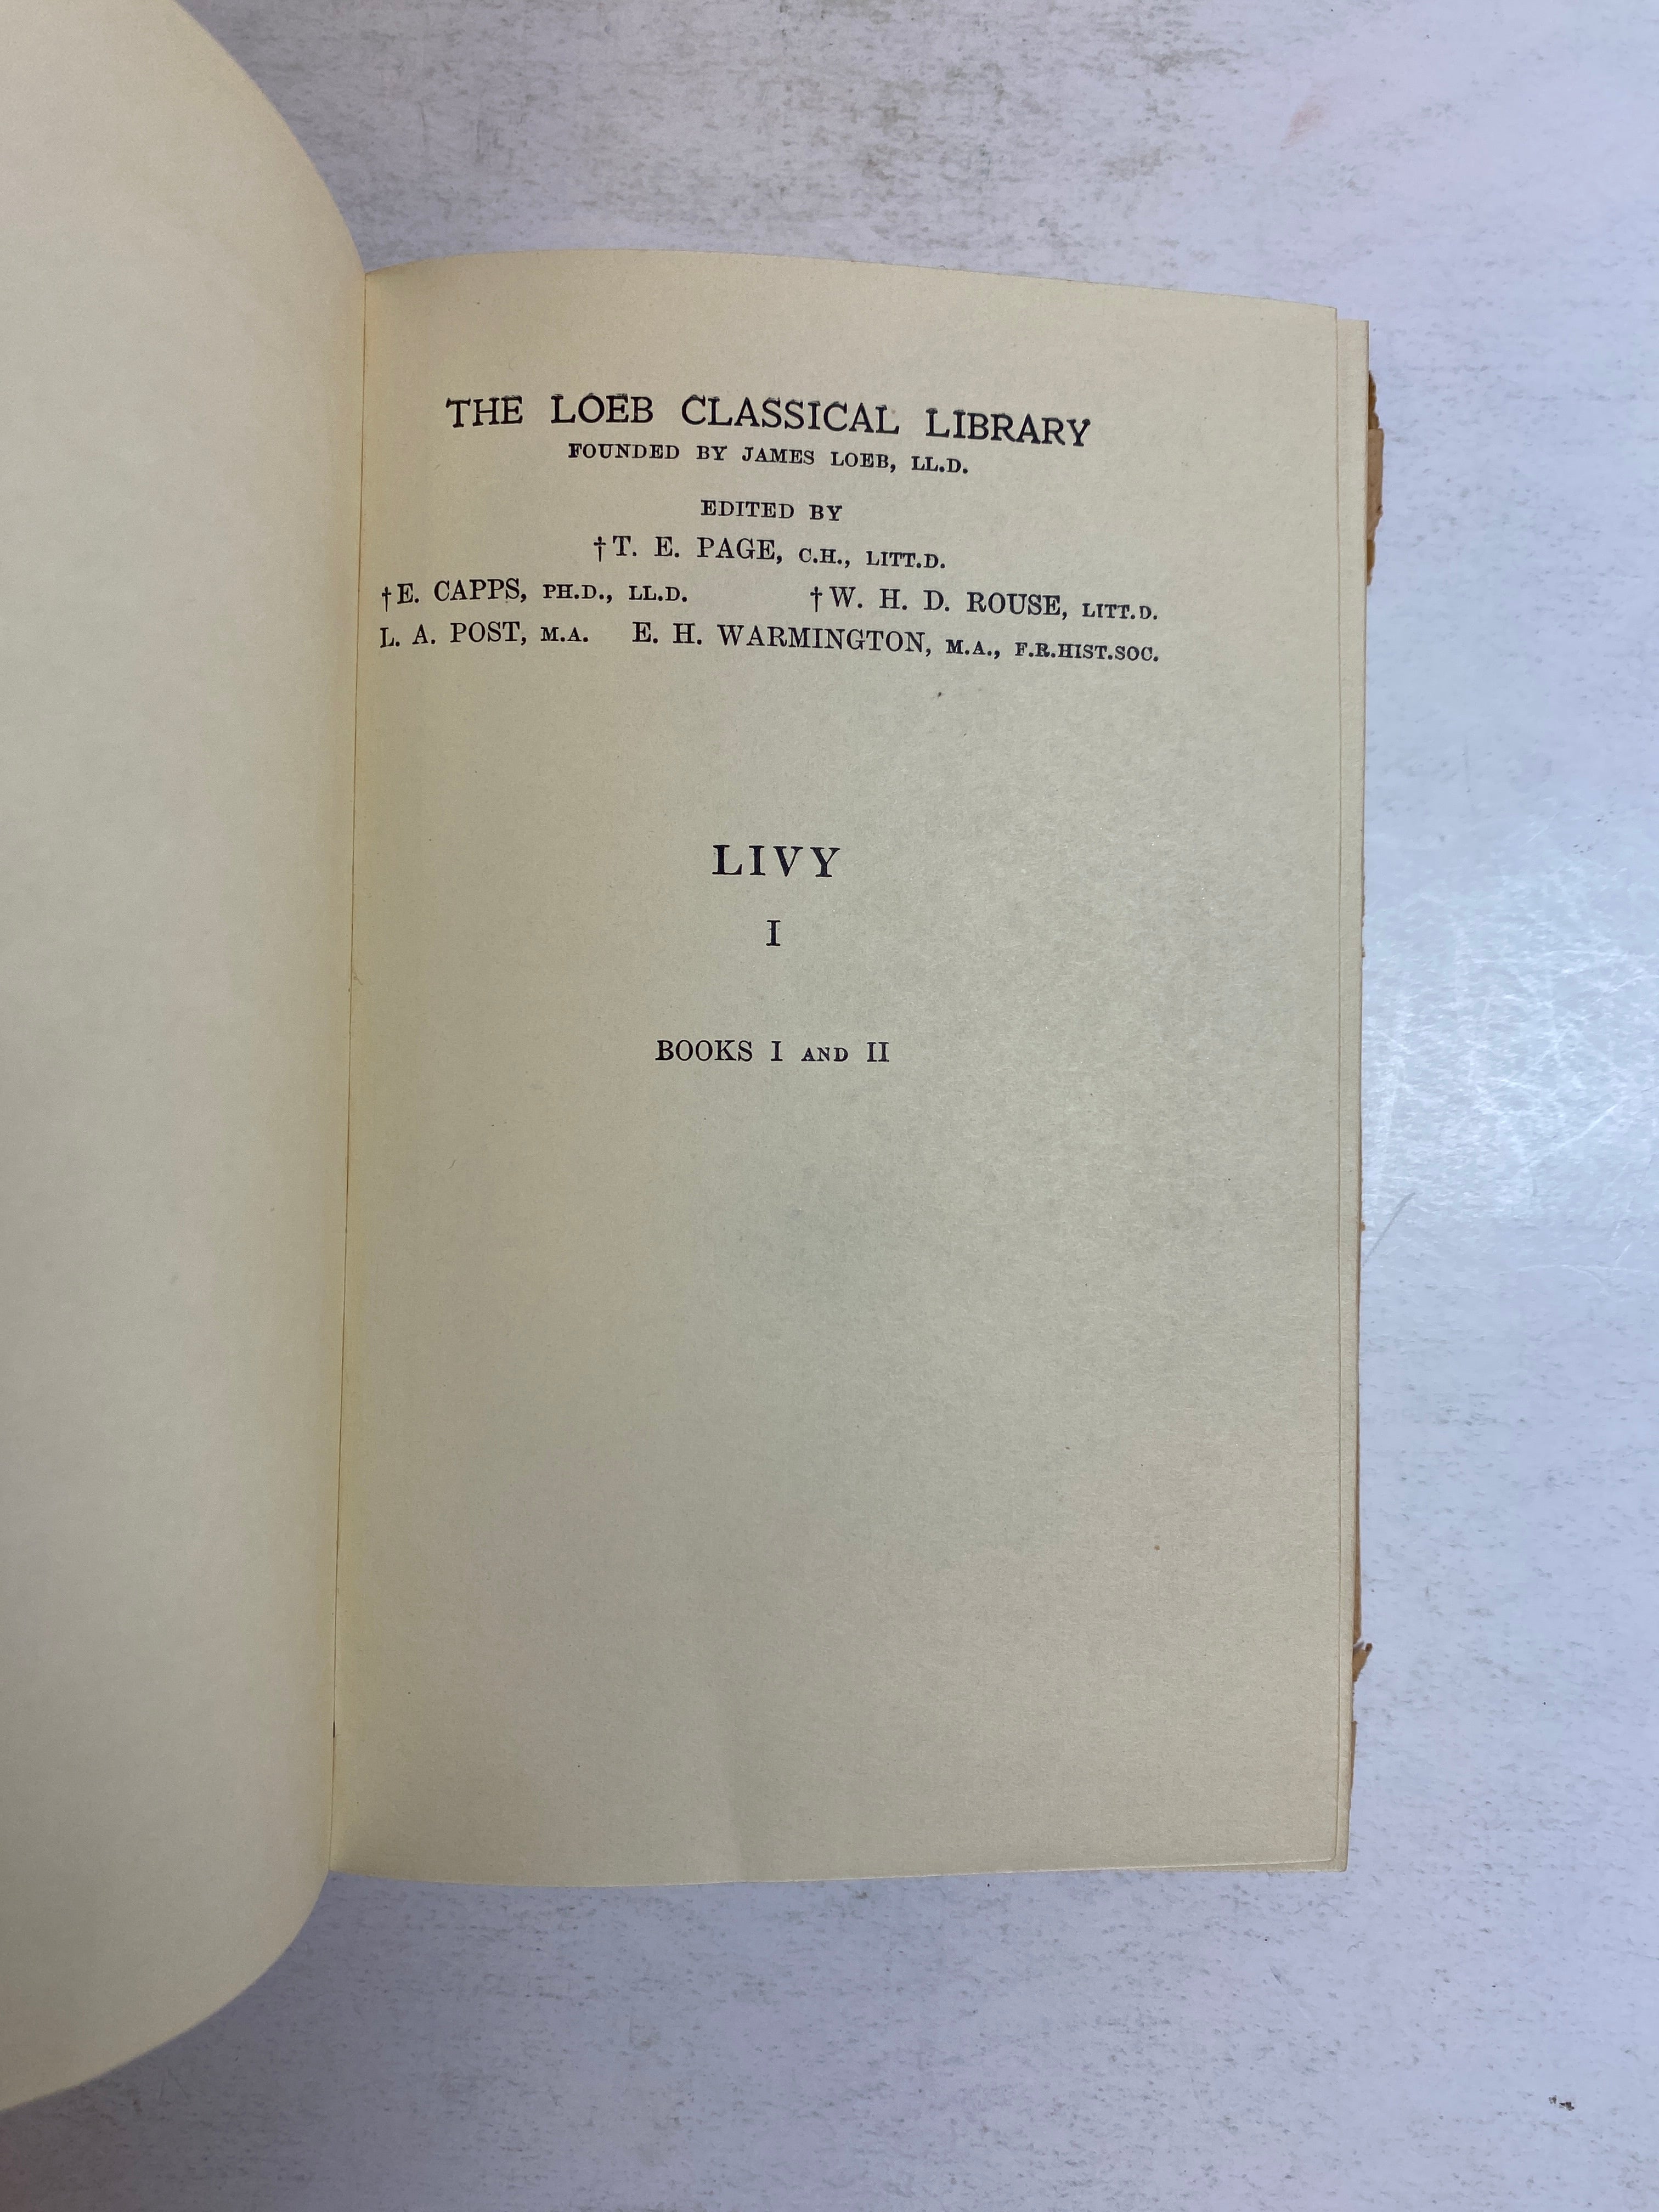 THE LOEB CLASSICAL LIBRARY
FOUNDED BY JAMES LOEB, LL.D.
EDITED BY
†T. E. PAGE, C.H., LITT.D.
†E. CAPPS, PH.D., LL.D. †W. H. D. ROUSE, LITT.D.
L. A. POST, M.A. E. H. WARMINGTON, M.A., F.R.HIST.SOC.
LIVY
I
BOOKS I AND II